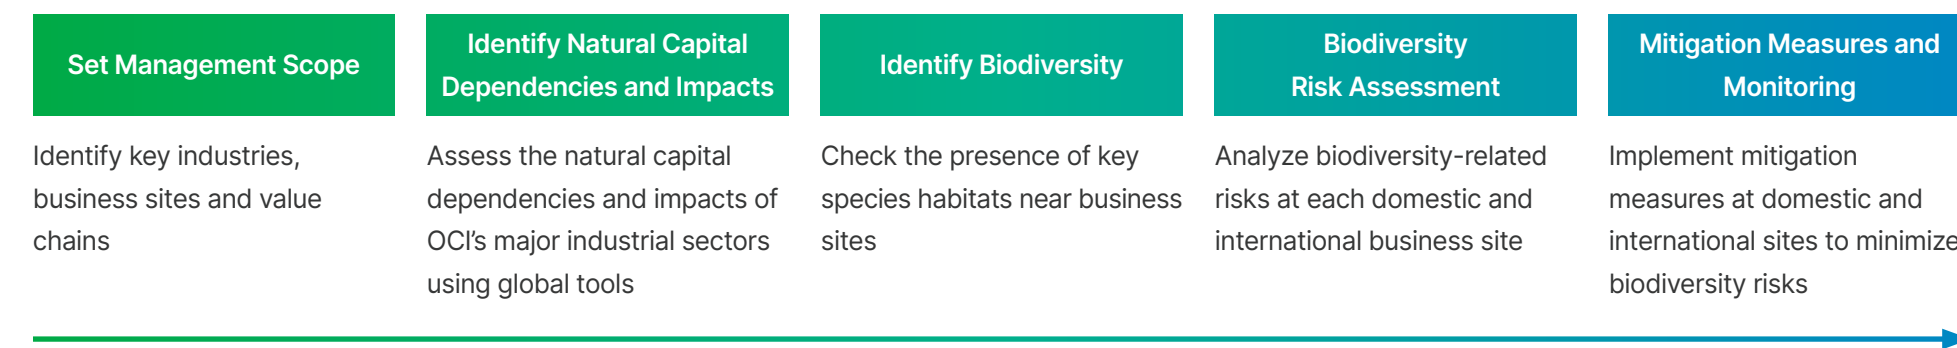 Set Management Scope
Identify key industries,
business sites and value
chains
Identify Natural Capital
Dependencies and Impacts
Assess the natural capital
dependencies and impacts of
OCI’s major industrial sectors
using global tools
Identify Biodiversity
Check the presence of key
species habitats near business
sites
Biodiversity
Risk Assessment
Analyze biodiversity-related
risks at each domestic and
international business site
Mitigation Measures and
Monitoring
Implement mitigation
measures at domestic and
international sites to minimize
biodiversity risks